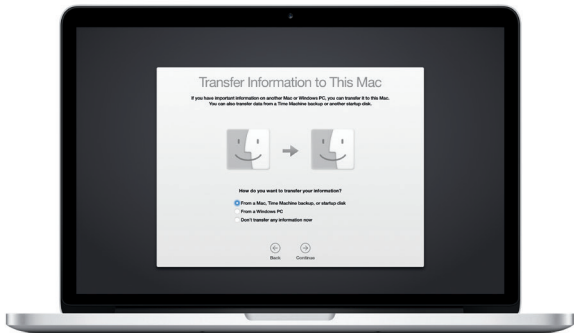 Transfer Information to This Mac
If you have important information on another Mac or Windows PC, you can transfer it to this Mac.
You can also transfer data from a Time Machine backup or another startup disk.
How do you want to transfer your information?
From a Mac, Time Machine backup, or startup disk
From a Windows PC
Don't transfer any information now
Back
Continue